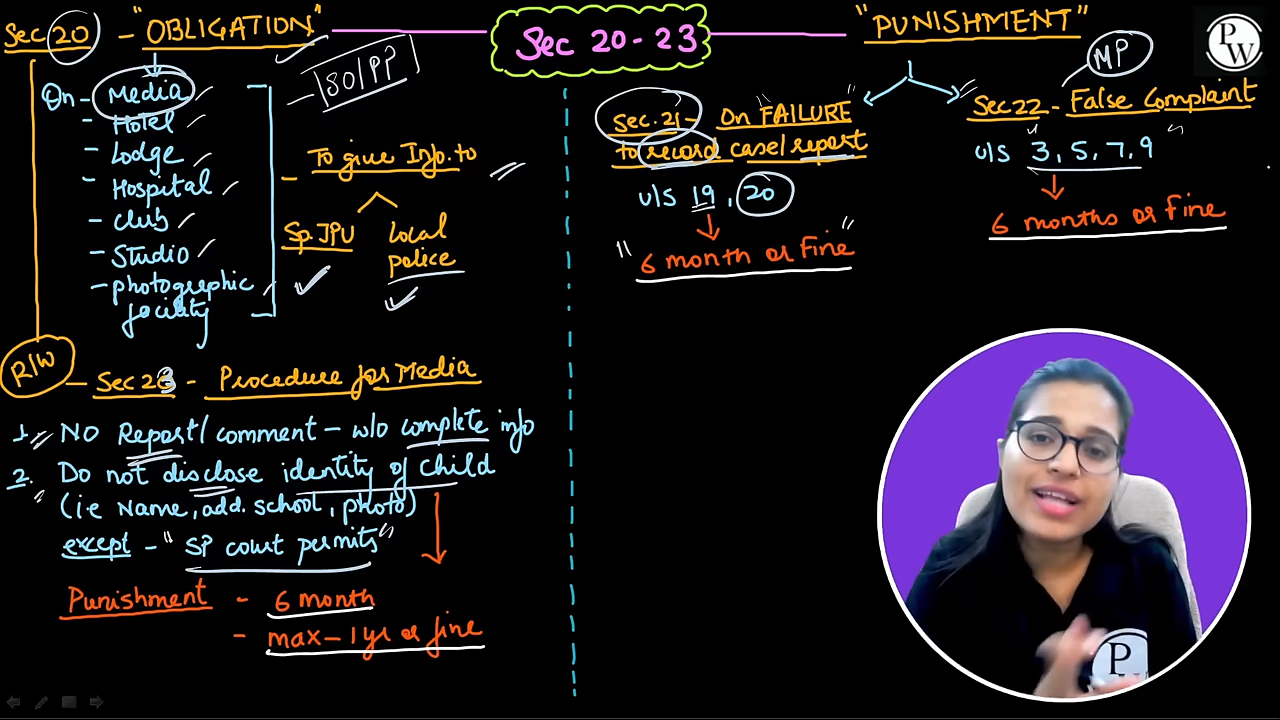 Sec 20 - "OBLIGATION"
Sec 20-23
"PUNISHMENT"
PW
On - Media
- Hotel
- Lodge
- Hospital
- Club
- Studio
- photographic
facility
- To give Info. to
Sp. JPU
Local
police
MP
Sec. 21 - On "FAILURE"
to record case/report
u/s 19, 20
"6 month or Fine"
Sec 22 - False Complaint
u/s "3, 5, 7, 9"
6 months or Fine
R/W
- Sec 23 - Procedure for Media
1. NO Report/comment - w/o complete info
2. Do not disclose identity of child
(i.e Name, add. school, photo)
except - "SP court permits"
Punishment - 6 month
- max - 1 yr or fine
P
W